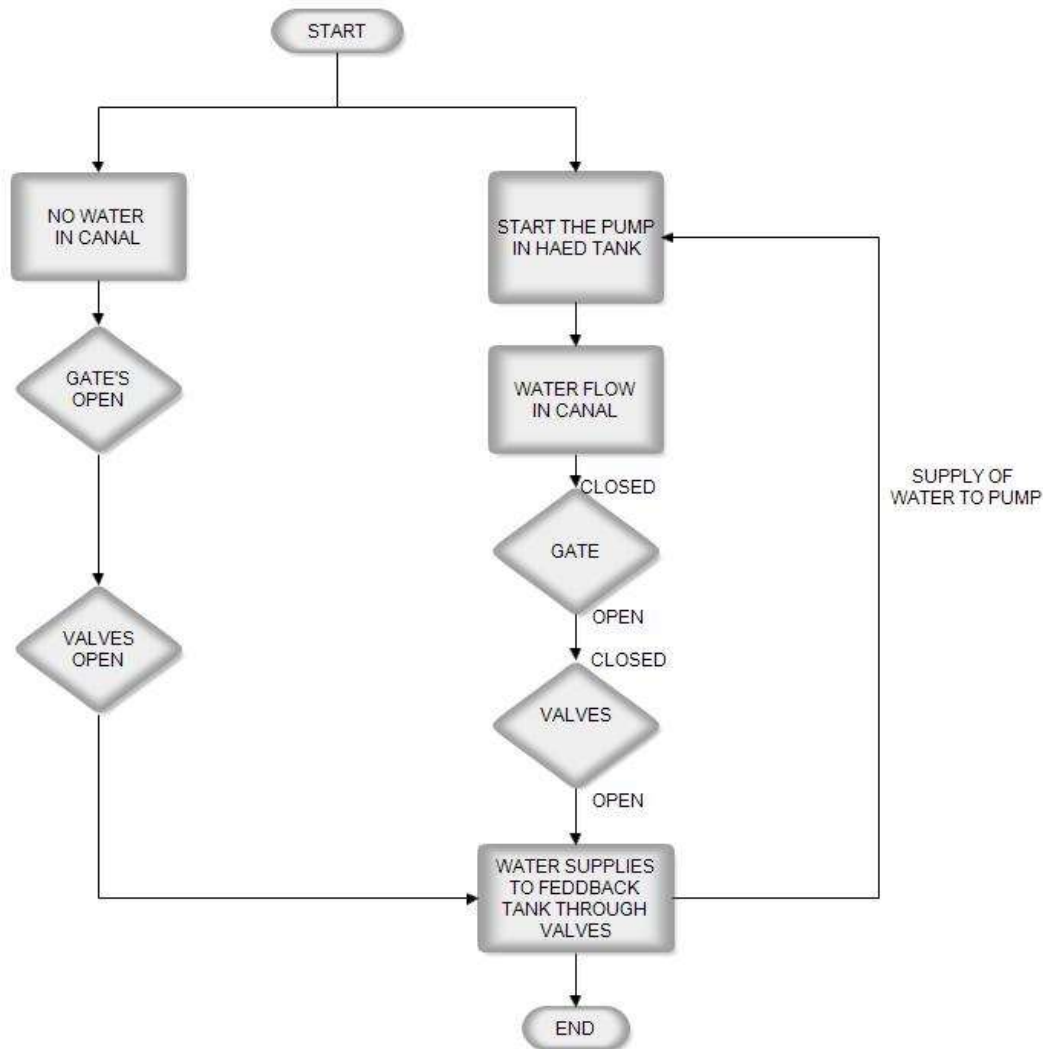 START
NO WATER
IN CANAL
START THE PUMP
IN HAED TANK
GATE'S
OPEN
WATER FLOW
IN CANAL
SUPPLY OF
WATER TO PUMP
CLOSED
GATE
OPEN
VALVES
OPEN
CLOSED
VALVES
OPEN
WATER SUPPLIES
TO FEDDBACK
TANK THROUGH
VALVES
END